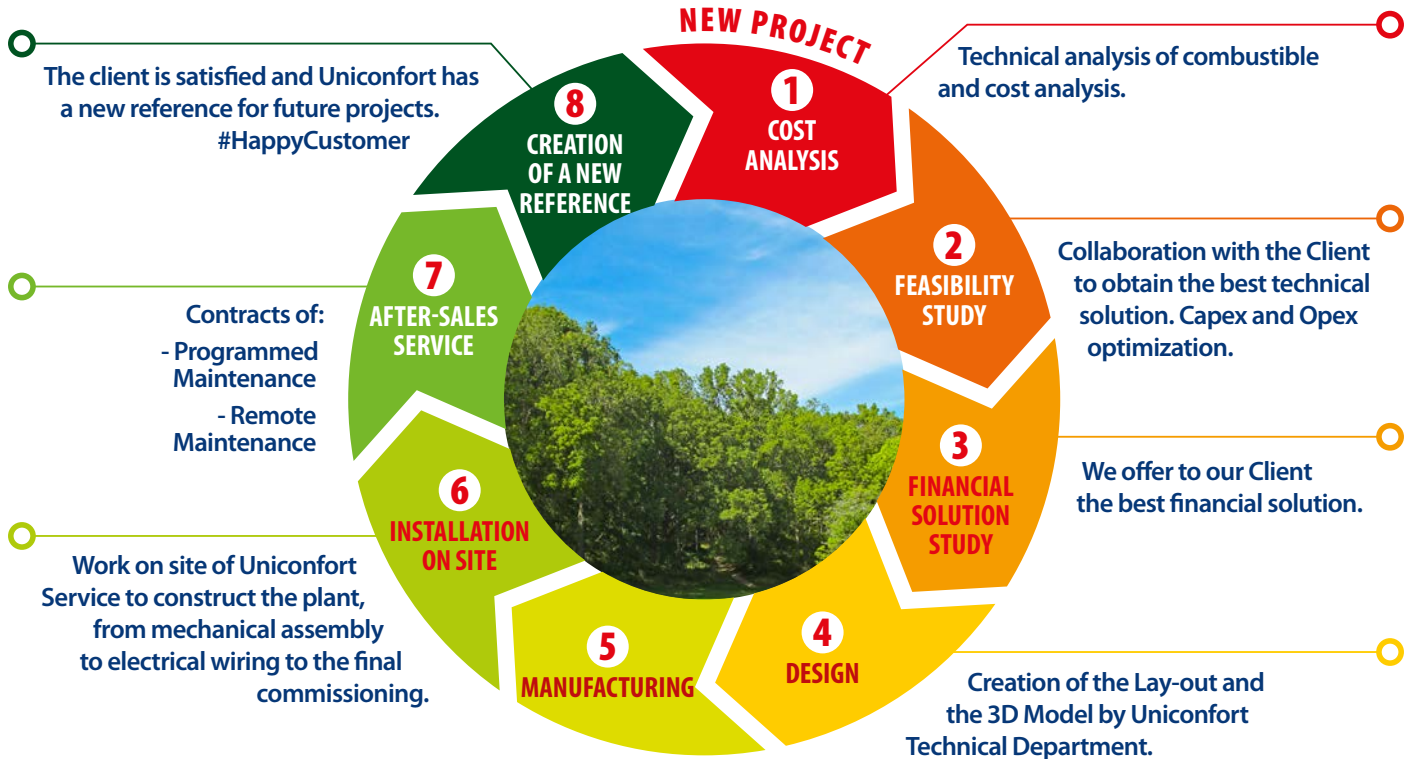 NEW PROJECT
1
COST
ANALYSIS
Technical analysis of combustible
and cost analysis.
2
FEASIBILITY
STUDY
Collaboration with the Client
to obtain the best technical
solution. Capex and Opex
optimization.
3
FINANCIAL
SOLUTION
STUDY
We offer to our Client
the best financial solution.
4
DESIGN
Creation of the Lay-out and
the 3D Model by Uniconfort
Technical Department.
5
MANUFACTURING
6
INSTALLATION
ON SITE
Work on site of Uniconfort
Service to construct the plant,
from mechanical assembly
to electrical wiring to the final
commissioning.
7
AFTER-SALES
SERVICE
Contracts of:
- Programmed
Maintenance
- Remote
Maintenance
8
CREATION
OF A NEW
REFERENCE
The client is satisfied and Uniconfort has
a new reference for future projects.
#HappyCustomer